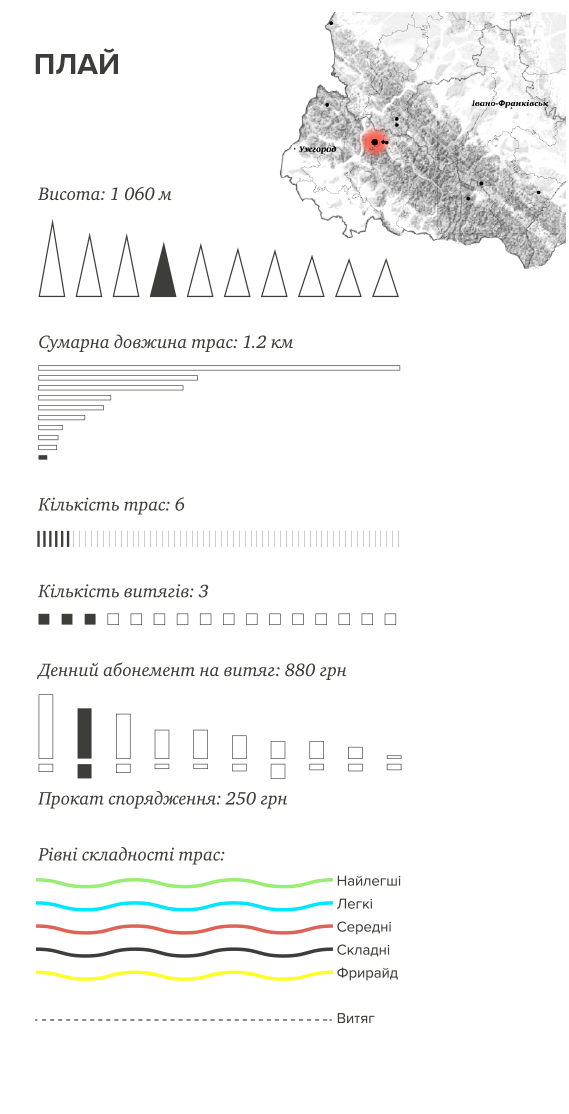 ПЛАЙ
Івано-Франківськ
Ужгород
Висота: 1 060 м
Сумарна довжина трас: 1.2 км
Кількість трас: 6
Кількість витягів: 3
Денний абонемент на витяг: 880 грн
Прокат спорядження: 250 грн
Рівні складності трас:
Найлегші
Легкі
Середні
Складні
Фрирайд
Витяг